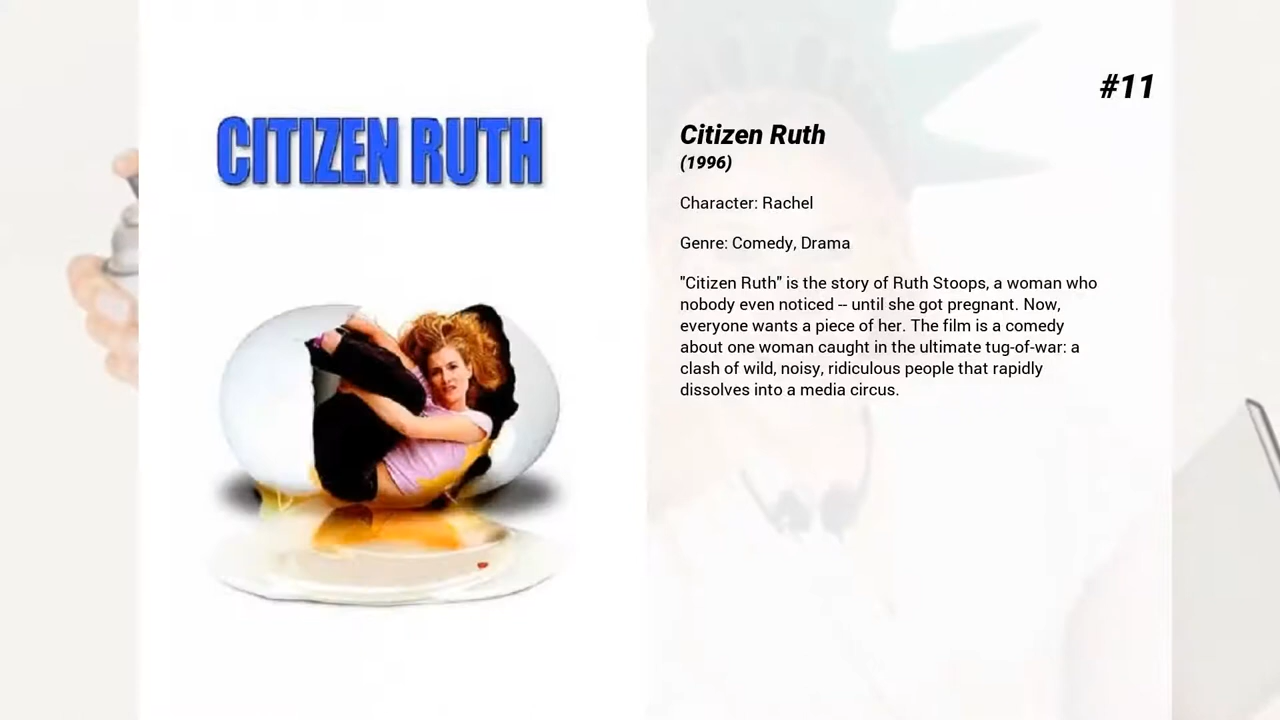 CITIZEN RUTH
#11
Citizen Ruth
(1996)
Character: Rachel
Genre: Comedy, Drama
"Citizen Ruth" is the story of Ruth Stoops, a woman who
nobody even noticed -- until she got pregnant. Now,
everyone wants a piece of her. The film is a comedy
about one woman caught in the ultimate tug-of-war: a
clash of wild, noisy, ridiculous people that rapidly
dissolves into a media circus.